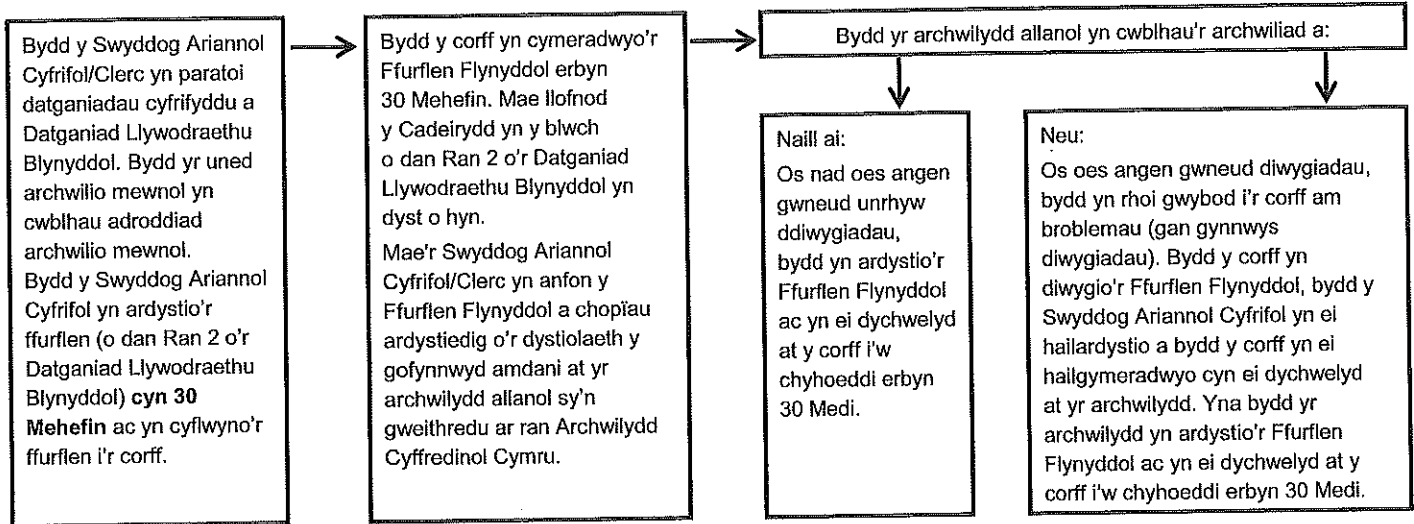 Bydd y Swyddog Ariannol
Cyfrifol/Clerc yn paratoi
datganiadau cyfrifyddu a
Datganiad Llywodraethu
Blynyddol. Bydd yr uned
archwilio mewnol yn
cwblhau adroddiad
archwilio mewnol.
Bydd y Swyddog Ariannol
Cyfrifol yn ardystio'r
ffurflen (o dan Ran 2 o'r
Datganiad Llywodraethu
Blynyddol) cyn 30
Mehefin ac yn cyflwyno'r
ffurflen i'r corff.
Bydd y corff yn cymeradwyo'r
Ffurflen Flynyddol erbyn
30 Mehefin. Mae llofnod
y Cadeirydd yn y blwch
o dan Ran 2 o'r Datganiad
Llywodraethu Blynyddol yn
dyst o hyn.
Mae'r Swyddog Ariannol
Cyfrifol/Clerc yn anfon y
Ffurflen Flynyddol a chopïau
ardystiedig o'r dystiolaeth y
gofynnwyd amdani at yr
archwilydd allanol sy'n
gweithredu ar ran Archwilydd
Cyffredinol Cymru.
Bydd yr archwilydd allanol yn cwblhau'r archwiliad a:
Naill ai:
Os nad oes angen
gwneud unrhyw
ddiwygiadau,
bydd yn ardystio'r
Ffurflen Flynyddol
ac yn ei dychwelyd
at y corff i'w
chyhoeddi erbyn
30 Medi.
Neu:
Os oes angen gwneud diwygiadau,
bydd yn rhoi gwybod i'r corff am
broblemau (gan gynnwys
diwygiadau). Bydd y corff yn
diwygio'r Ffurflen Flynyddol, bydd y
Swyddog Ariannol Cyfrifol yn ei
hailardystio a bydd y corff yn ei
hailgymeradwyo cyn ei dychwelyd
at yr archwilydd. Yna bydd yr
archwilydd yn ardystio'r Ffurflen
Flynyddol ac yn ei dychwelyd at y
corff i'w chyhoeddi erbyn 30 Medi.